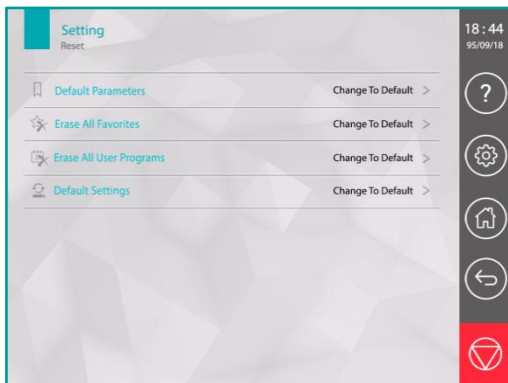 Setting
Reset
18:44
95/09/18
Default Parameters Change To Default >
Erase All Favorites Change To Default >
Erase All User Programs Change To Default >
Default Settings Change To Default >
?